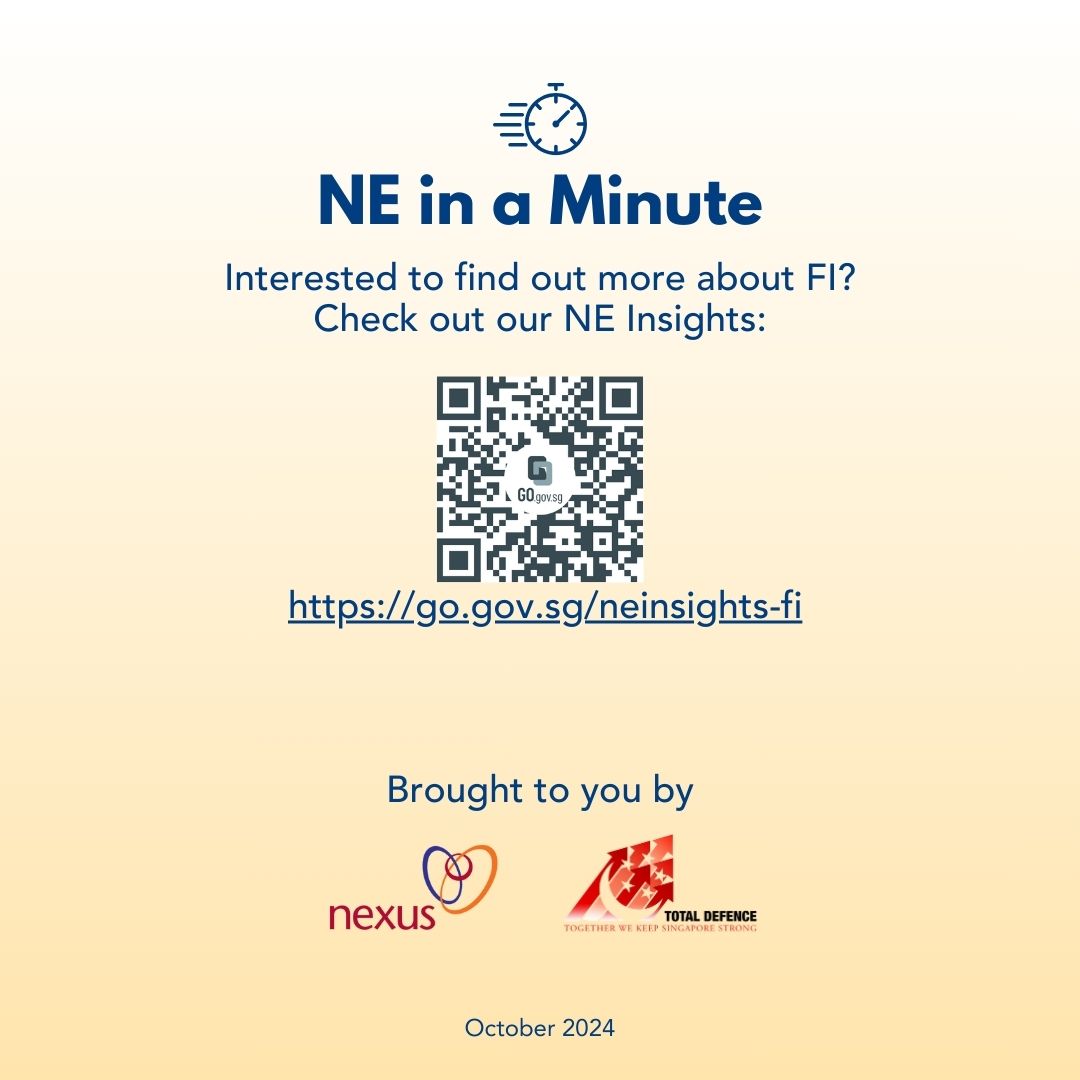 NE in a Minute
Interested to find out more about FI?
Check out our NE Insights:
GO.gov.sg
https://go.gov.sg/neinsights-fi
Brought to you by
nexus
TOTAL DEFENCE
TOGETHER WE KEEP SINGAPORE STRONG
October 2024